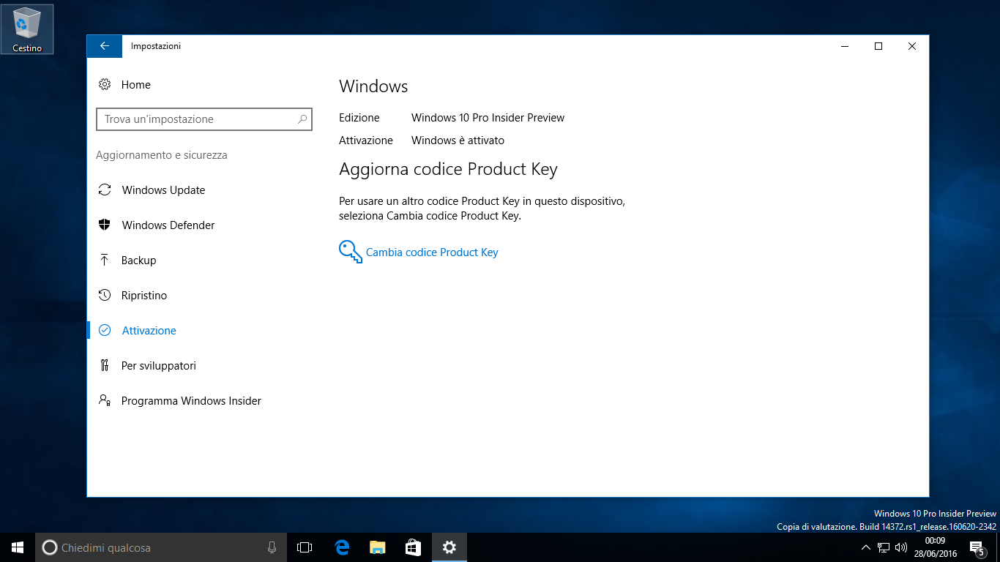 Cestino
Impostazioni
Home
Trova un'impostazione
Aggiornamento e sicurezza
Windows Update
Windows Defender
Backup
Ripristino
Attivazione
Per sviluppatori
Programma Windows Insider
Windows
Edizione Windows 10 Pro Insider Preview
Attivazione Windows è attivato
Aggiorna codice Product Key
Per usare un altro codice Product Key in questo dispositivo,
seleziona Cambia codice Product Key.
Cambia codice Product Key
Windows 10 Pro Insider Preview
Copia di valutazione. Build 14372.rs1_release.160620-2342
Chiedimi qualcosa
00:09
28/06/2016
5